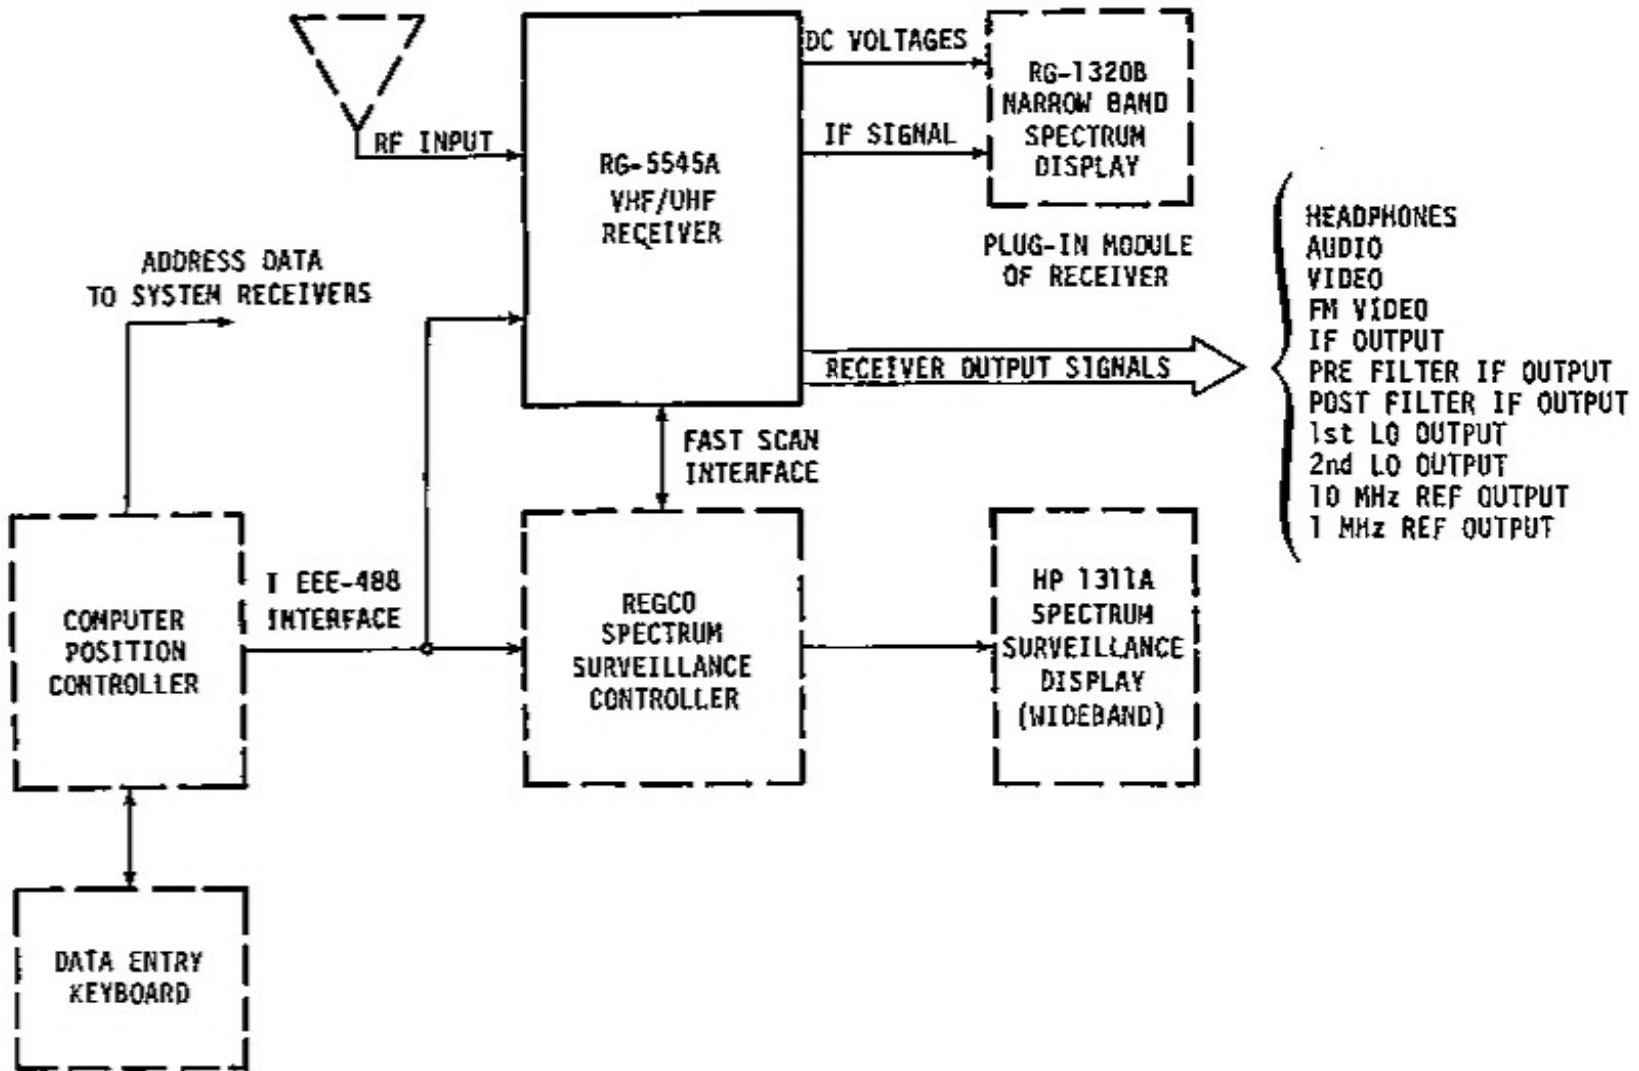 DC VOLTAGES
RG-1320B
NARROW BAND
SPECTRUM
DISPLAY
RF INPUT
IF SIGNAL
RG-5545A
VHF/UHF
RECEIVER
PLUG-IN MODULE
OF RECEIVER
HEADPHONES
AUDIO
VIDEO
FM VIDEO
IF OUTPUT
PRE FILTER IF OUTPUT
POST FILTER IF OUTPUT
1st LO OUTPUT
2nd LO OUTPUT
10 MHz REF OUTPUT
1 MHz REF OUTPUT
ADDRESS DATA
TO SYSTEM RECEIVERS
RECEIVER OUTPUT SIGNALS
FAST SCAN
INTERFACE
COMPUTER
POSITION
CONTROLLER
I EEE-488
INTERFACE
REGCO
SPECTRUM
SURVEILLANCE
CONTROLLER
HP 1311A
SPECTRUM
SURVEILLANCE
DISPLAY
(WIDEBAND)
DATA ENTRY
KEYBOARD